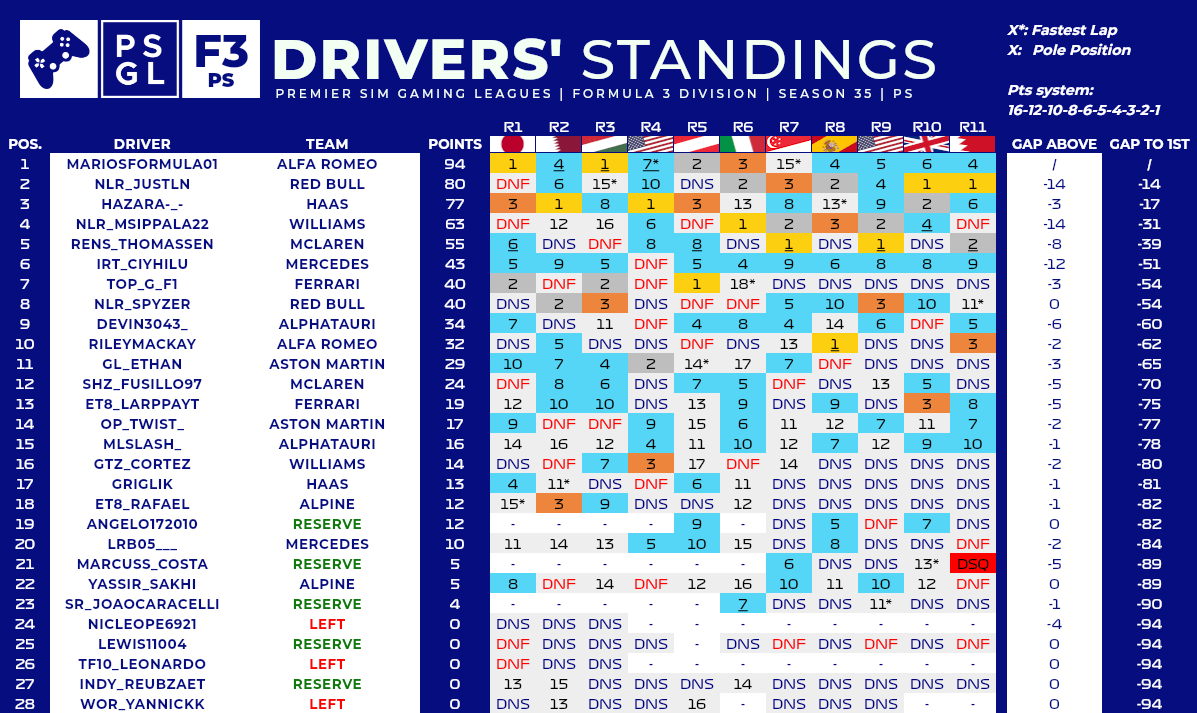 PS
GL
F3
PS
DRIVERS' STANDINGS
PREMIER SIM GAMING LEAGUES | FORMULA 3 DIVISION | SEASON 35 | PS
X*: Fastest Lap
X: Pole Position
Pts system:
16-12-10-8-6-5-4-3-2-1
R1 R2 R3 R4 R5 R6 R7 R8 R9 R10 R11
POS. DRIVER TEAM POINTS GAP ABOVE GAP TO 1ST
1 MARIOSFORMULA01 ALFA ROMEO 94 1 4 1 7* 2 3 15* 4 5 6 4 / /
2 NLR_JUSTLN RED BULL 80 DNF 6 15* 10 DNS 2 3 2 4 1 1 -14 -14
3 HAZARA-_- HAAS 77 3 1 8 1 3 13 8 13* 9 2 6 -3 -17
4 NLR_MSIPPALA22 WILLIAMS 63 DNF 12 16 6 DNF 1 2 3 2 4 DNF -14 -31
5 RENS_THOMASSEN MCLAREN 55 6 DNS DNF 8 8 DNS 1 DNS 1 DNS 2 -8 -39
6 IRT_CIYHILU MERCEDES 43 5 9 5 DNF 5 4 9 6 8 8 9 -12 -51
7 TOP_G_F1 FERRARI 40 2 DNF 2 DNF 1 18* DNS DNS DNS DNS DNS -3 -54
8 NLR_SPYZER RED BULL 40 DNS 2 3 DNS DNF DNF 5 10 3 10 11* 0 -54
9 DEVIN3043_ ALPHATAURI 34 7 DNS 11 DNF 4 8 4 14 6 DNF 5 -6 -60
10 RILEYMACKAY ALFA ROMEO 32 DNS 5 DNS DNS DNF DNS 13 1 DNS DNS 3 -2 -62
11 GL_ETHAN ASTON MARTIN 29 10 7 4 2 14* 17 7 DNF DNS DNS DNS -3 -65
12 SHZ_FUSILLO97 MCLAREN 24 DNF 8 6 DNS 7 5 DNF DNS 13 5 DNS -5 -70
13 ET8_LARPPAYT FERRARI 19 12 10 10 DNS 13 9 DNS 9 DNS 3 8 -5 -75
14 OP_TWIST_ ASTON MARTIN 17 9 DNF DNF 9 15 6 11 12 7 11 7 -2 -77
15 MLSLASH_ ALPHATAURI 16 14 16 12 4 11 10 12 7 12 9 10 -1 -78
16 GTZ_CORTEZ WILLIAMS 14 DNS DNF 7 3 17 DNF 14 DNS DNS DNS DNS -2 -80
17 GRIGLIK HAAS 13 4 11* DNS DNF 6 11 DNS DNS DNS DNS DNS -1 -81
18 ET8_RAFAEL ALPINE 12 15* 3 9 DNS DNS 12 DNS DNS DNS DNS DNS -1 -82
19 ANGELO172010 RESERVE 12 - - - - 9 - DNS 5 DNF 7 DNS 0 -82
20 LRB05___ MERCEDES 10 11 14 13 5 10 15 DNS 8 DNS DNS DNF -2 -84
21 MARCUSS_COSTA RESERVE 5 - - - - - - 6 DNS DNS 13* DSQ -5 -89
22 YASSIR_SAKHI ALPINE 5 8 DNF 14 DNF 12 16 10 11 10 12 DNF 0 -89
23 SR_JOAOCARACELLI RESERVE 4 - - - - - 7 DNS DNS 11* DNS DNS -1 -90
24 NICLEOPE6921 LEFT 0 DNS DNS DNS - - - - - - - - -4 -94
25 LEWIS11004 RESERVE 0 DNF DNS DNS DNS - DNS DNF DNS DNF DNS DNF 0 -94
26 TF10_LEONARDO LEFT 0 DNF DNS DNS - - - - - - - - 0 -94
27 INDY_REUBZAET RESERVE 0 13 15 DNS DNS DNS 14 DNS DNS DNS DNS DNS 0 -94
28 WOR_YANNICKK LEFT 0 DNS 13 DNS DNS 16 - DNS DNS DNS - - 0 -94